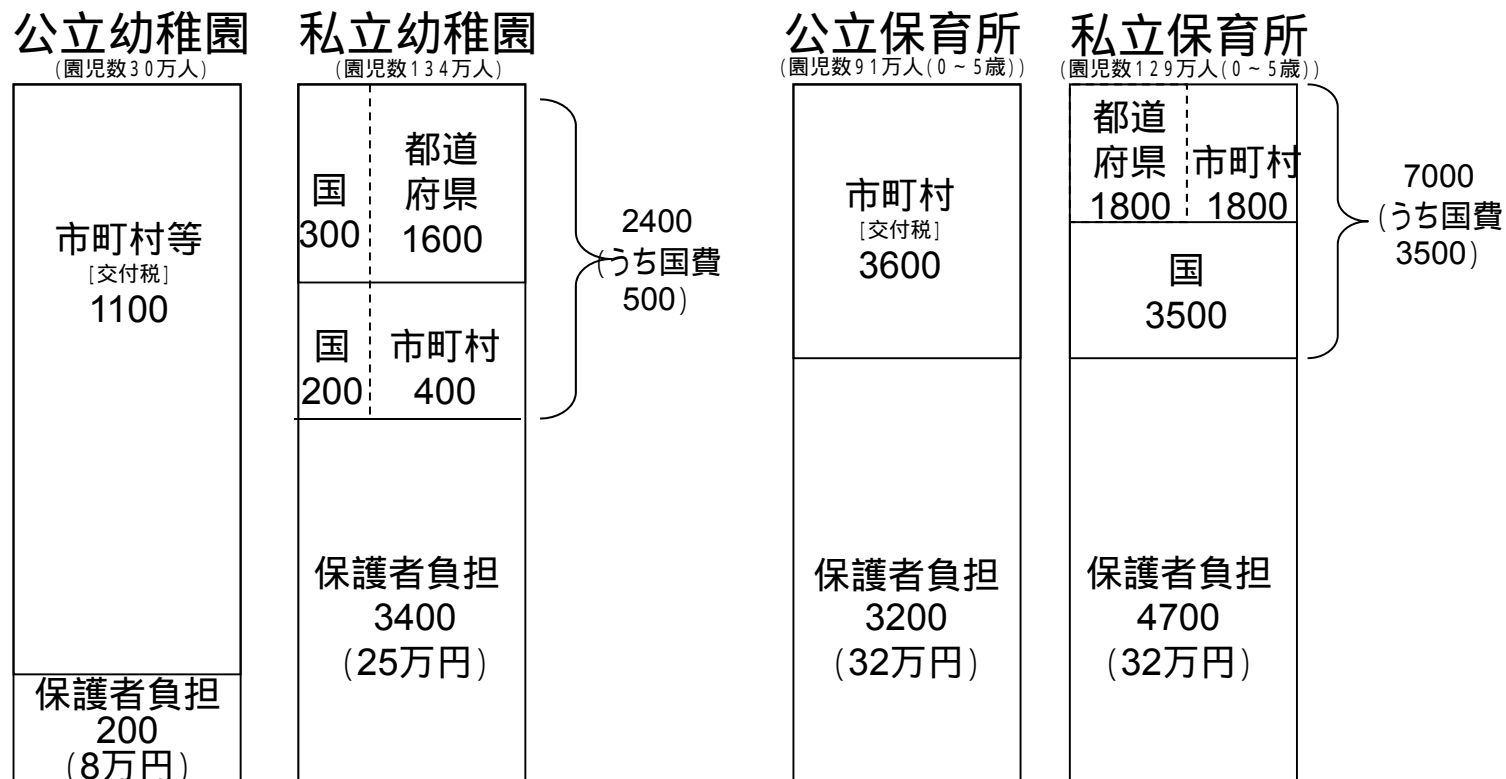 公立幼稚園
(園児数30万人)
市町村等
[交付税]
1100
保護者負担
200
(8万円)
私立幼稚園
(園児数134万人)
国
300
都道
府県
1600
国
200
市町村
400
2400
(うち国費
500)
保護者負担
3400
(25万円)
公立保育所
(園児数91万人(0~5歳))
市町村
[交付税]
3600
保護者負担
3200
(32万円)
私立保育所
(園児数129万人(0~5歳))
都道
府県
1800
市町村
1800
国
3500
7000
(うち国費
3500)
保護者負担
4700
(32万円)